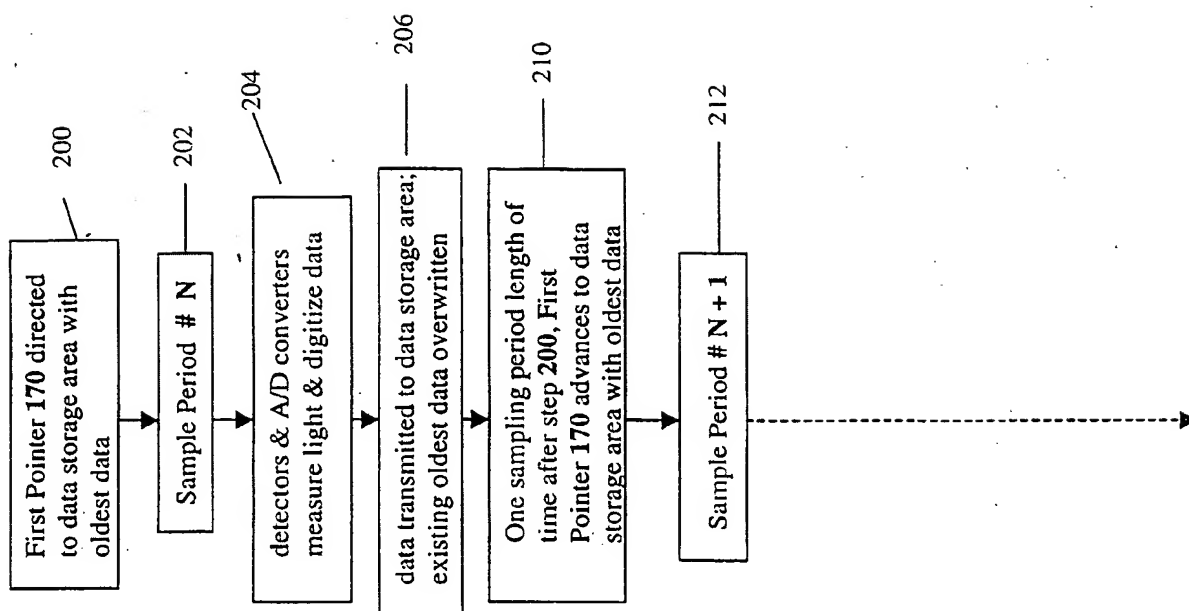 First Pointer 170 directed
to data storage area with
oldest data
200
Sample Period # N
202
detectors & A/D converters
measure light & digitize data
204
data transmitted to data storage area;
existing oldest data overwritten
206
One sampling period length of
time after step 200, First
Pointer 170 advances to data
storage area with oldest data
210
Sample Period # N + 1
212